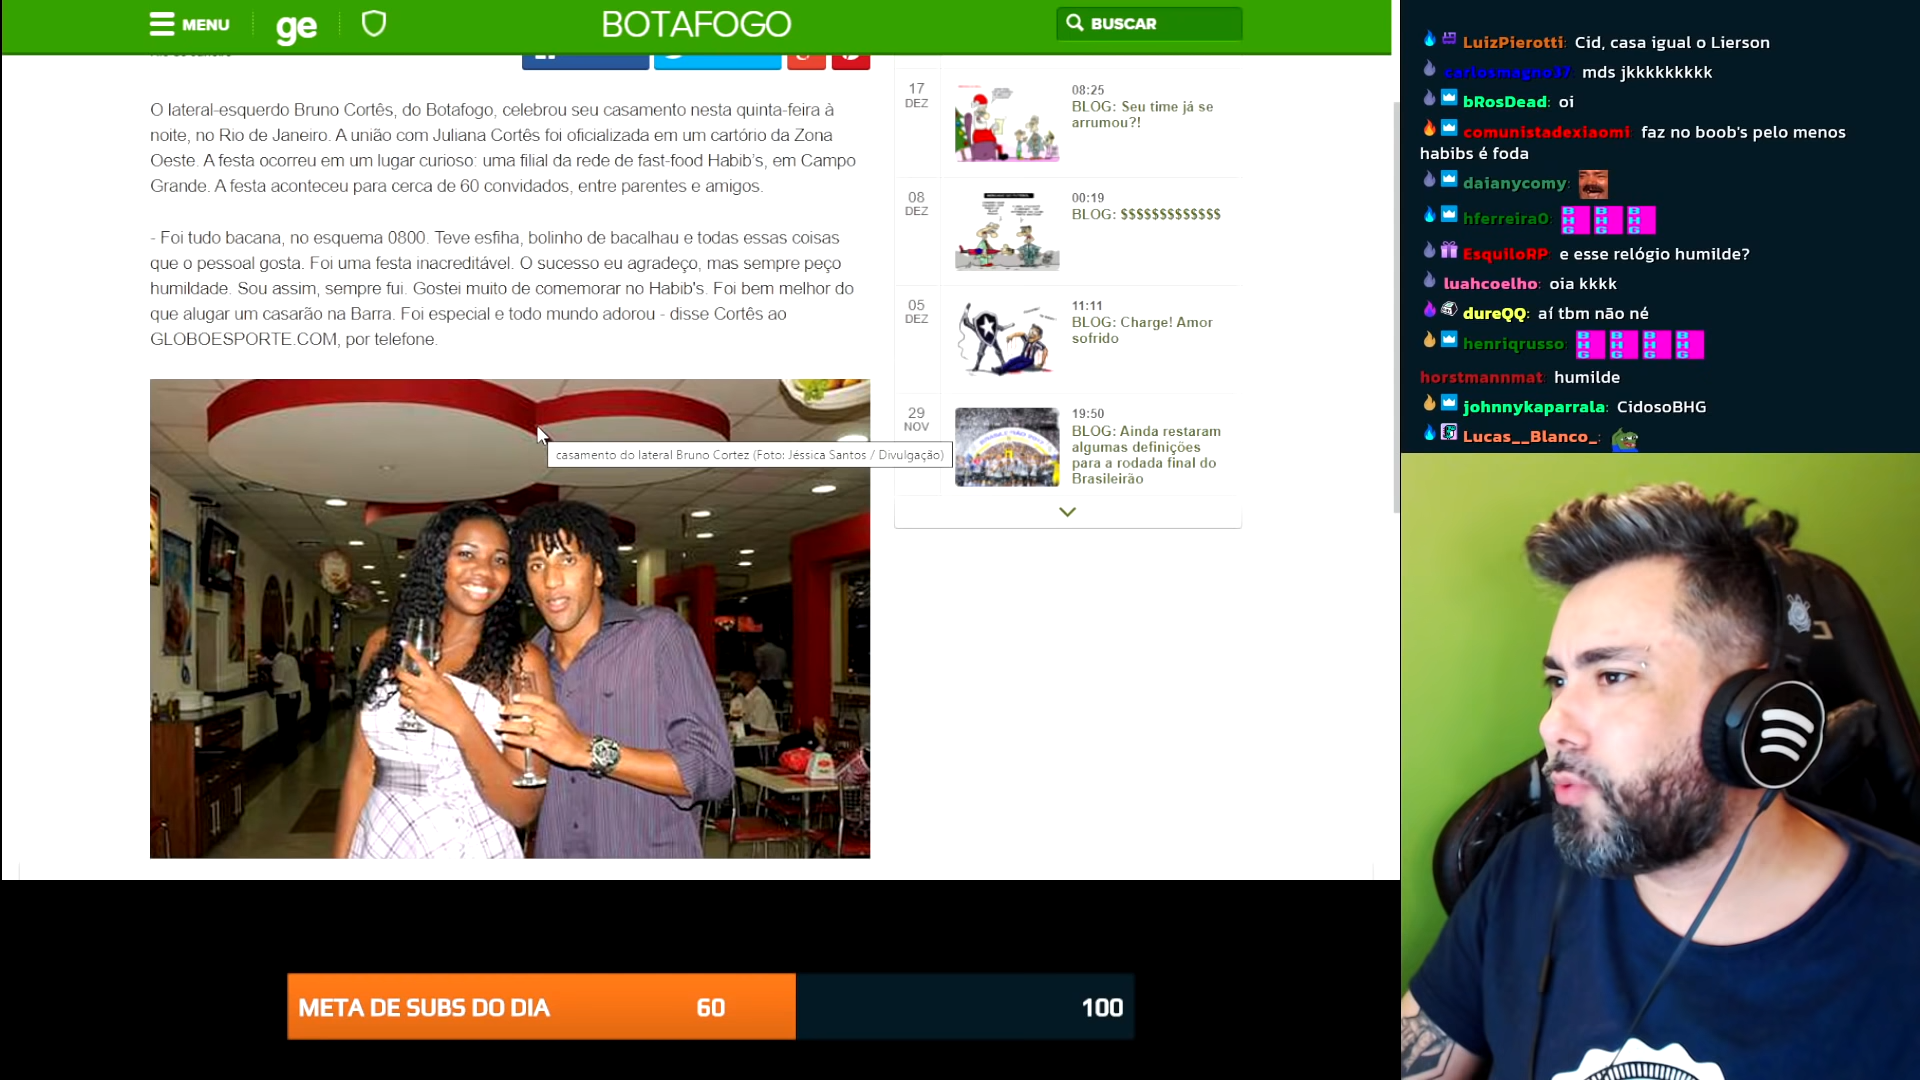 MENU
ge
BOTAFOGO
BUSCAR
O lateral-esquerdo Bruno Cortês, do Botafogo, celebrou seu casamento nesta quinta-feira à
noite, no Rio de Janeiro. A união com Juliana Cortês foi oficializada em um cartório da Zona
Oeste. A festa ocorreu em um lugar curioso: uma filial da rede de fast-food Habib's, em Campo
Grande. A festa aconteceu para cerca de 60 convidados, entre parentes e amigos.
- Foi tudo bacana, no esquema 0800. Teve esfiha, bolinho de bacalhau e todas essas coisas
que o pessoal gosta. Foi uma festa inacreditável. O sucesso eu agradeço, mas sempre peço
humildade. Sou assim, sempre fui. Gostei muito de comemorar no Habib's. Foi bem melhor do
que alugar um casarão na Barra. Foi especial e todo mundo adorou - disse Cortês ao
GLOBOESPORTE.COM, por telefone.
casamento do lateral Bruno Cortez (Foto: Jéssica Santos / Divulgação)
17
DEZ
08:25
BLOG: Seu time já se
arrumou?!
08
DEZ
00:19
BLOG: $$$$$$$$$$$$$
05
DEZ
11:11
BLOG: Charge! Amor
sofrido
29
NOV
19:50
BLOG: Ainda restaram
algumas definições
para a rodada final do
Brasileirão
LuizPierotti: Cid, casa igual o Lierson
carlosmagno37: mds jkkkkkkkkk
bRosDead: oi
comunistadexiaomi: faz no boob's pelo menos
habibs é foda
daianycomy:
hferreira0: BHG BHG BHG
EsquiloRP: e esse relógio humilde?
luahcoelho: oia kkkk
dureQQ: aí tbm não né
henriqrusso: BHG BHG BHG BHG
horstmannmat: humilde
johnnykaparrala: CidosoBHG
Lucas__Blanco_:
META DE SUBS DO DIA 60 100